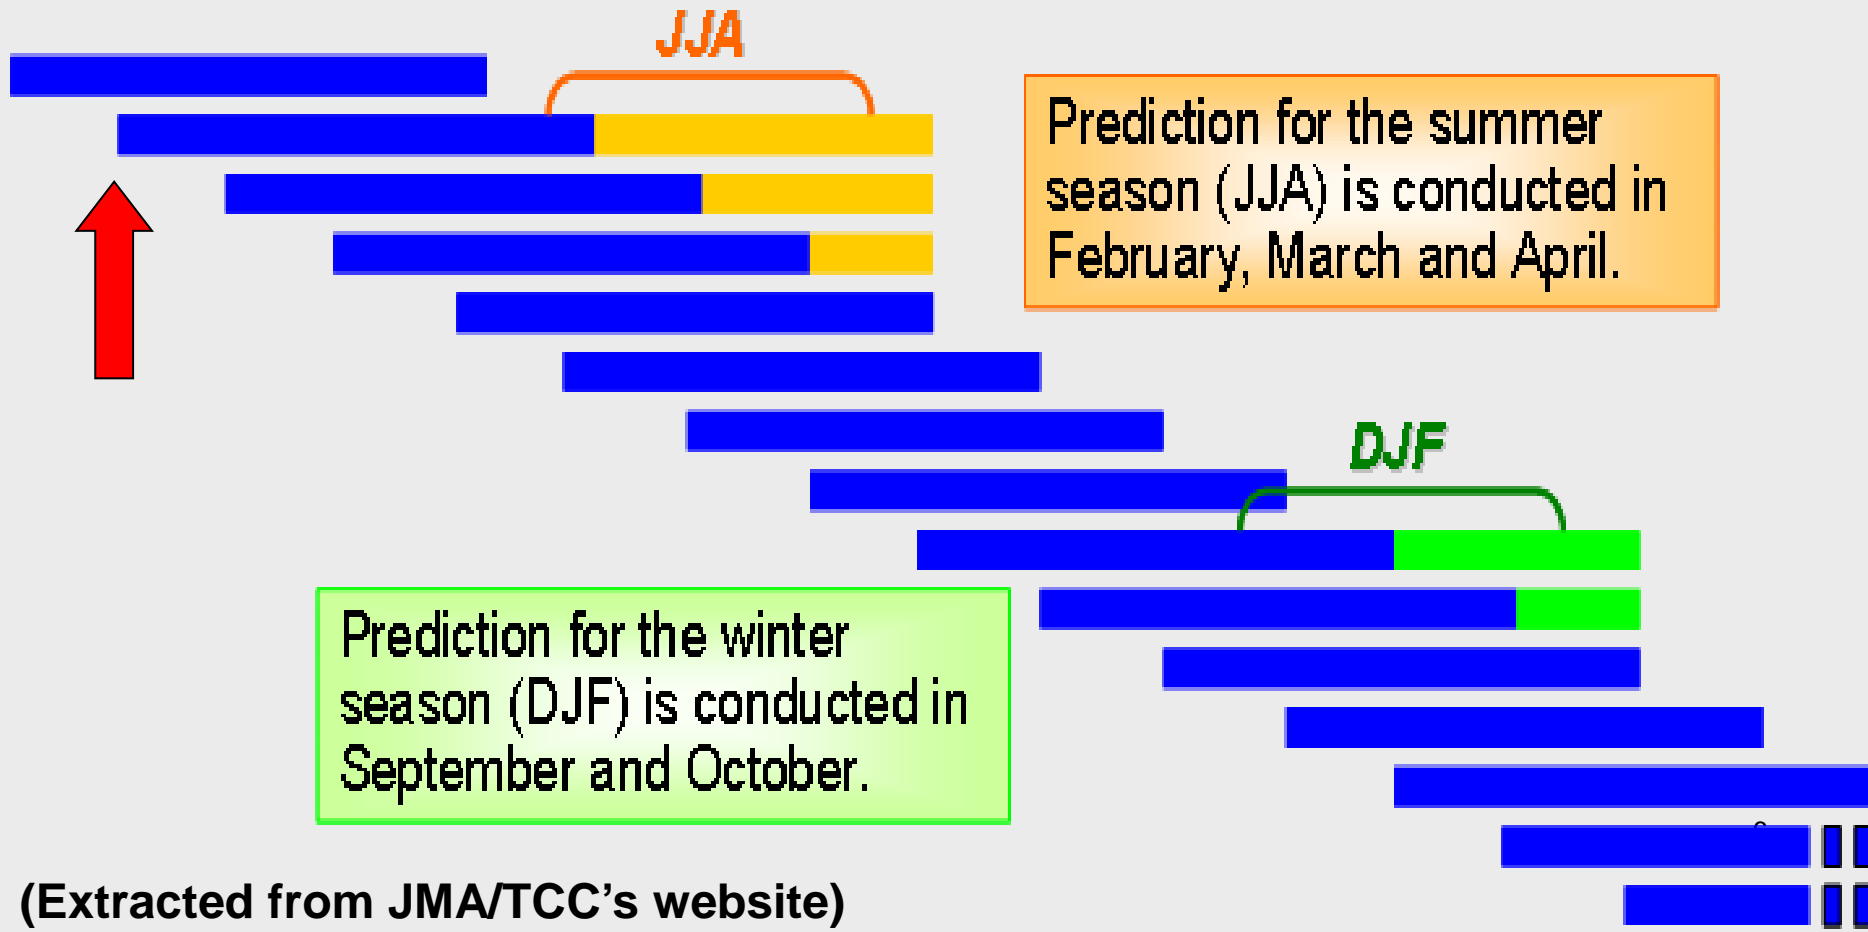 JJA
Prediction for the summer
season (JJA) is conducted in
February, March and April.
DJF
Prediction for the winter
season (DJF) is conducted in
September and October.
(Extracted from JMA/TCC’s website)